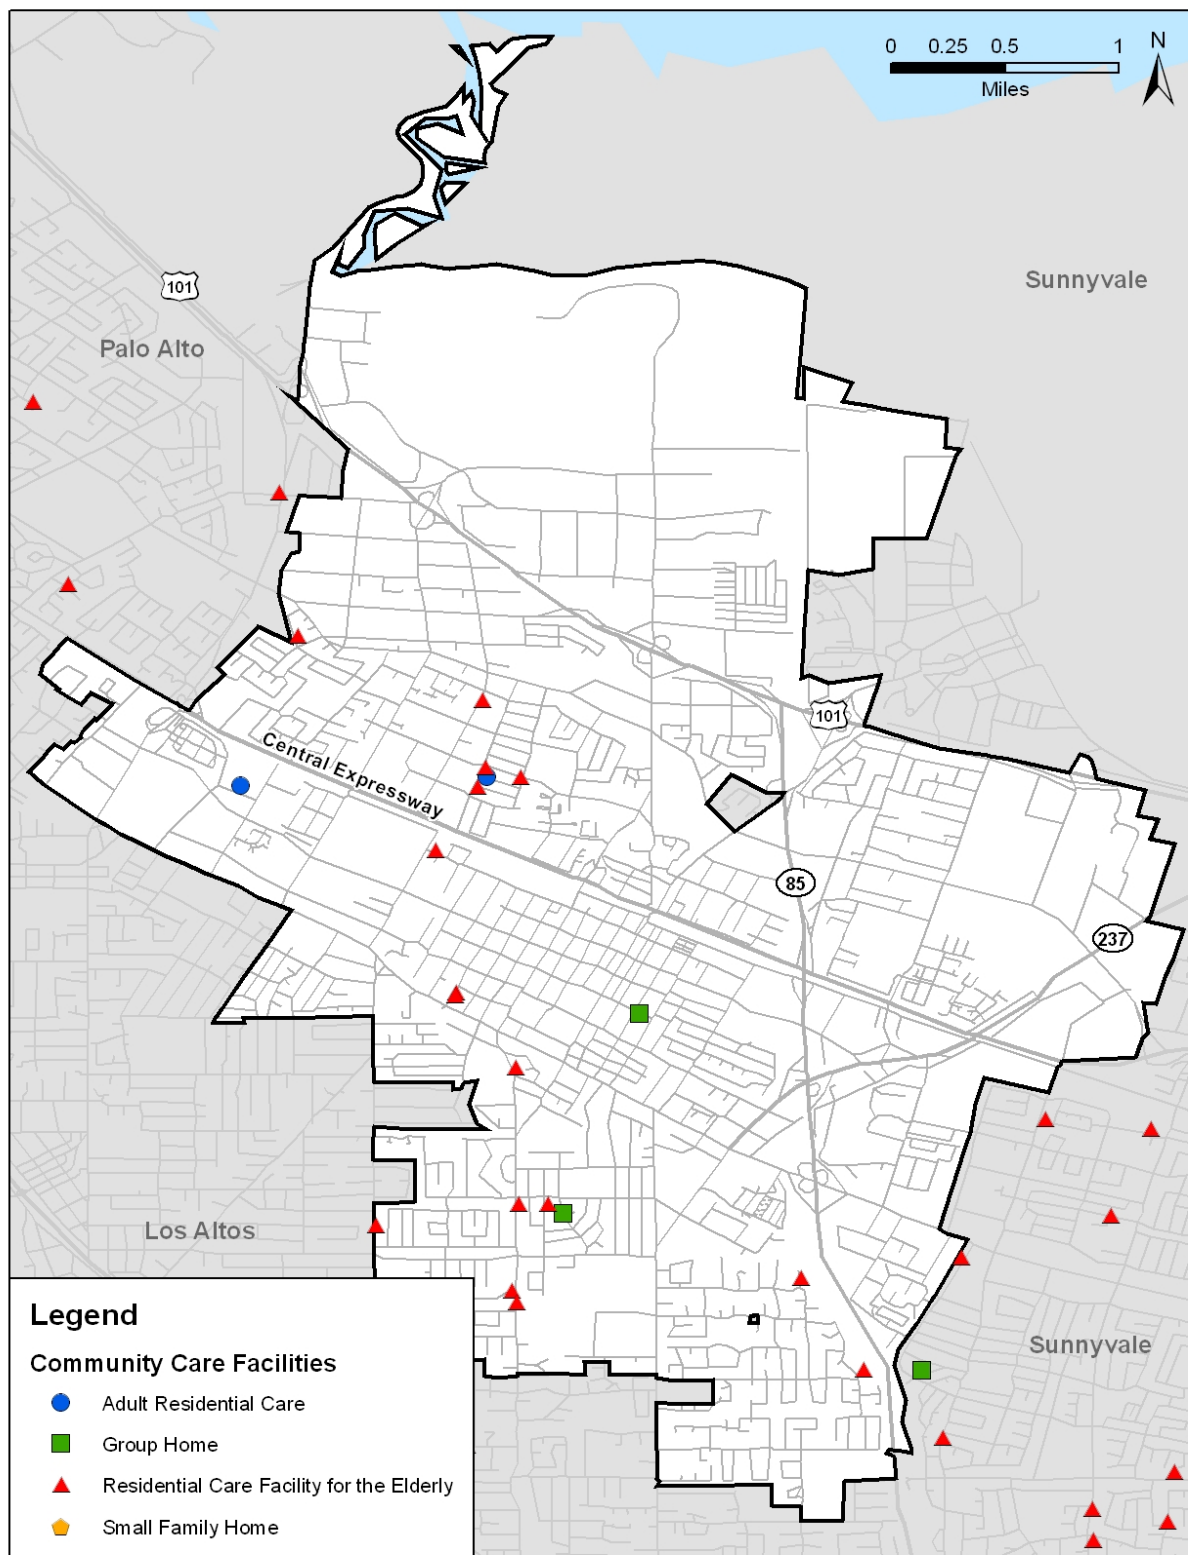 0 0.25 0.5 1
Miles
N
Sunnyvale
101
Palo Alto
101
Central Expressway
85
237
Los Altos
Sunnyvale
Legend
Community Care Facilities
Adult Residential Care
Group Home
Residential Care Facility for the Elderly
Small Family Home